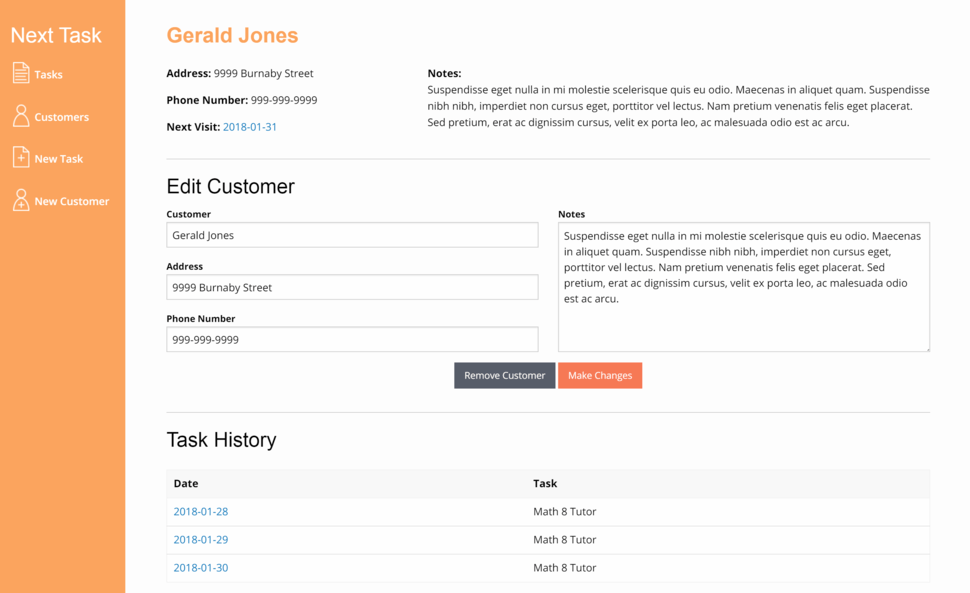 Next Task
Tasks
Customers
New Task
New Customer
Gerald Jones
Address: 9999 Burnaby Street
Phone Number: 999-999-9999
Next Visit: 2018-01-31
Notes:
Suspendisse eget nulla in mi molestie scelerisque quis eu odio. Maecenas in aliquet quam. Suspendisse
nibh nibh, imperdiet non cursus eget, porttitor vel lectus. Nam pretium venenatis felis eget placerat.
Sed pretium, erat ac dignissim cursus, velit ex porta leo, ac malesuada odio est ac arcu.
Edit Customer
Customer
Gerald Jones
Address
9999 Burnaby Street
Phone Number
999-999-9999
Notes
Suspendisse eget nulla in mi molestie scelerisque quis eu odio. Maecenas
in aliquet quam. Suspendisse nibh nibh, imperdiet non cursus eget,
porttitor vel lectus. Nam pretium venenatis felis eget placerat. Sed
pretium, erat ac dignissim cursus, velit ex porta leo, ac malesuada odio
est ac arcu.
Remove Customer
Make Changes
Task History
Date Task
2018-01-28 Math 8 Tutor
2018-01-29 Math 8 Tutor
2018-01-30 Math 8 Tutor